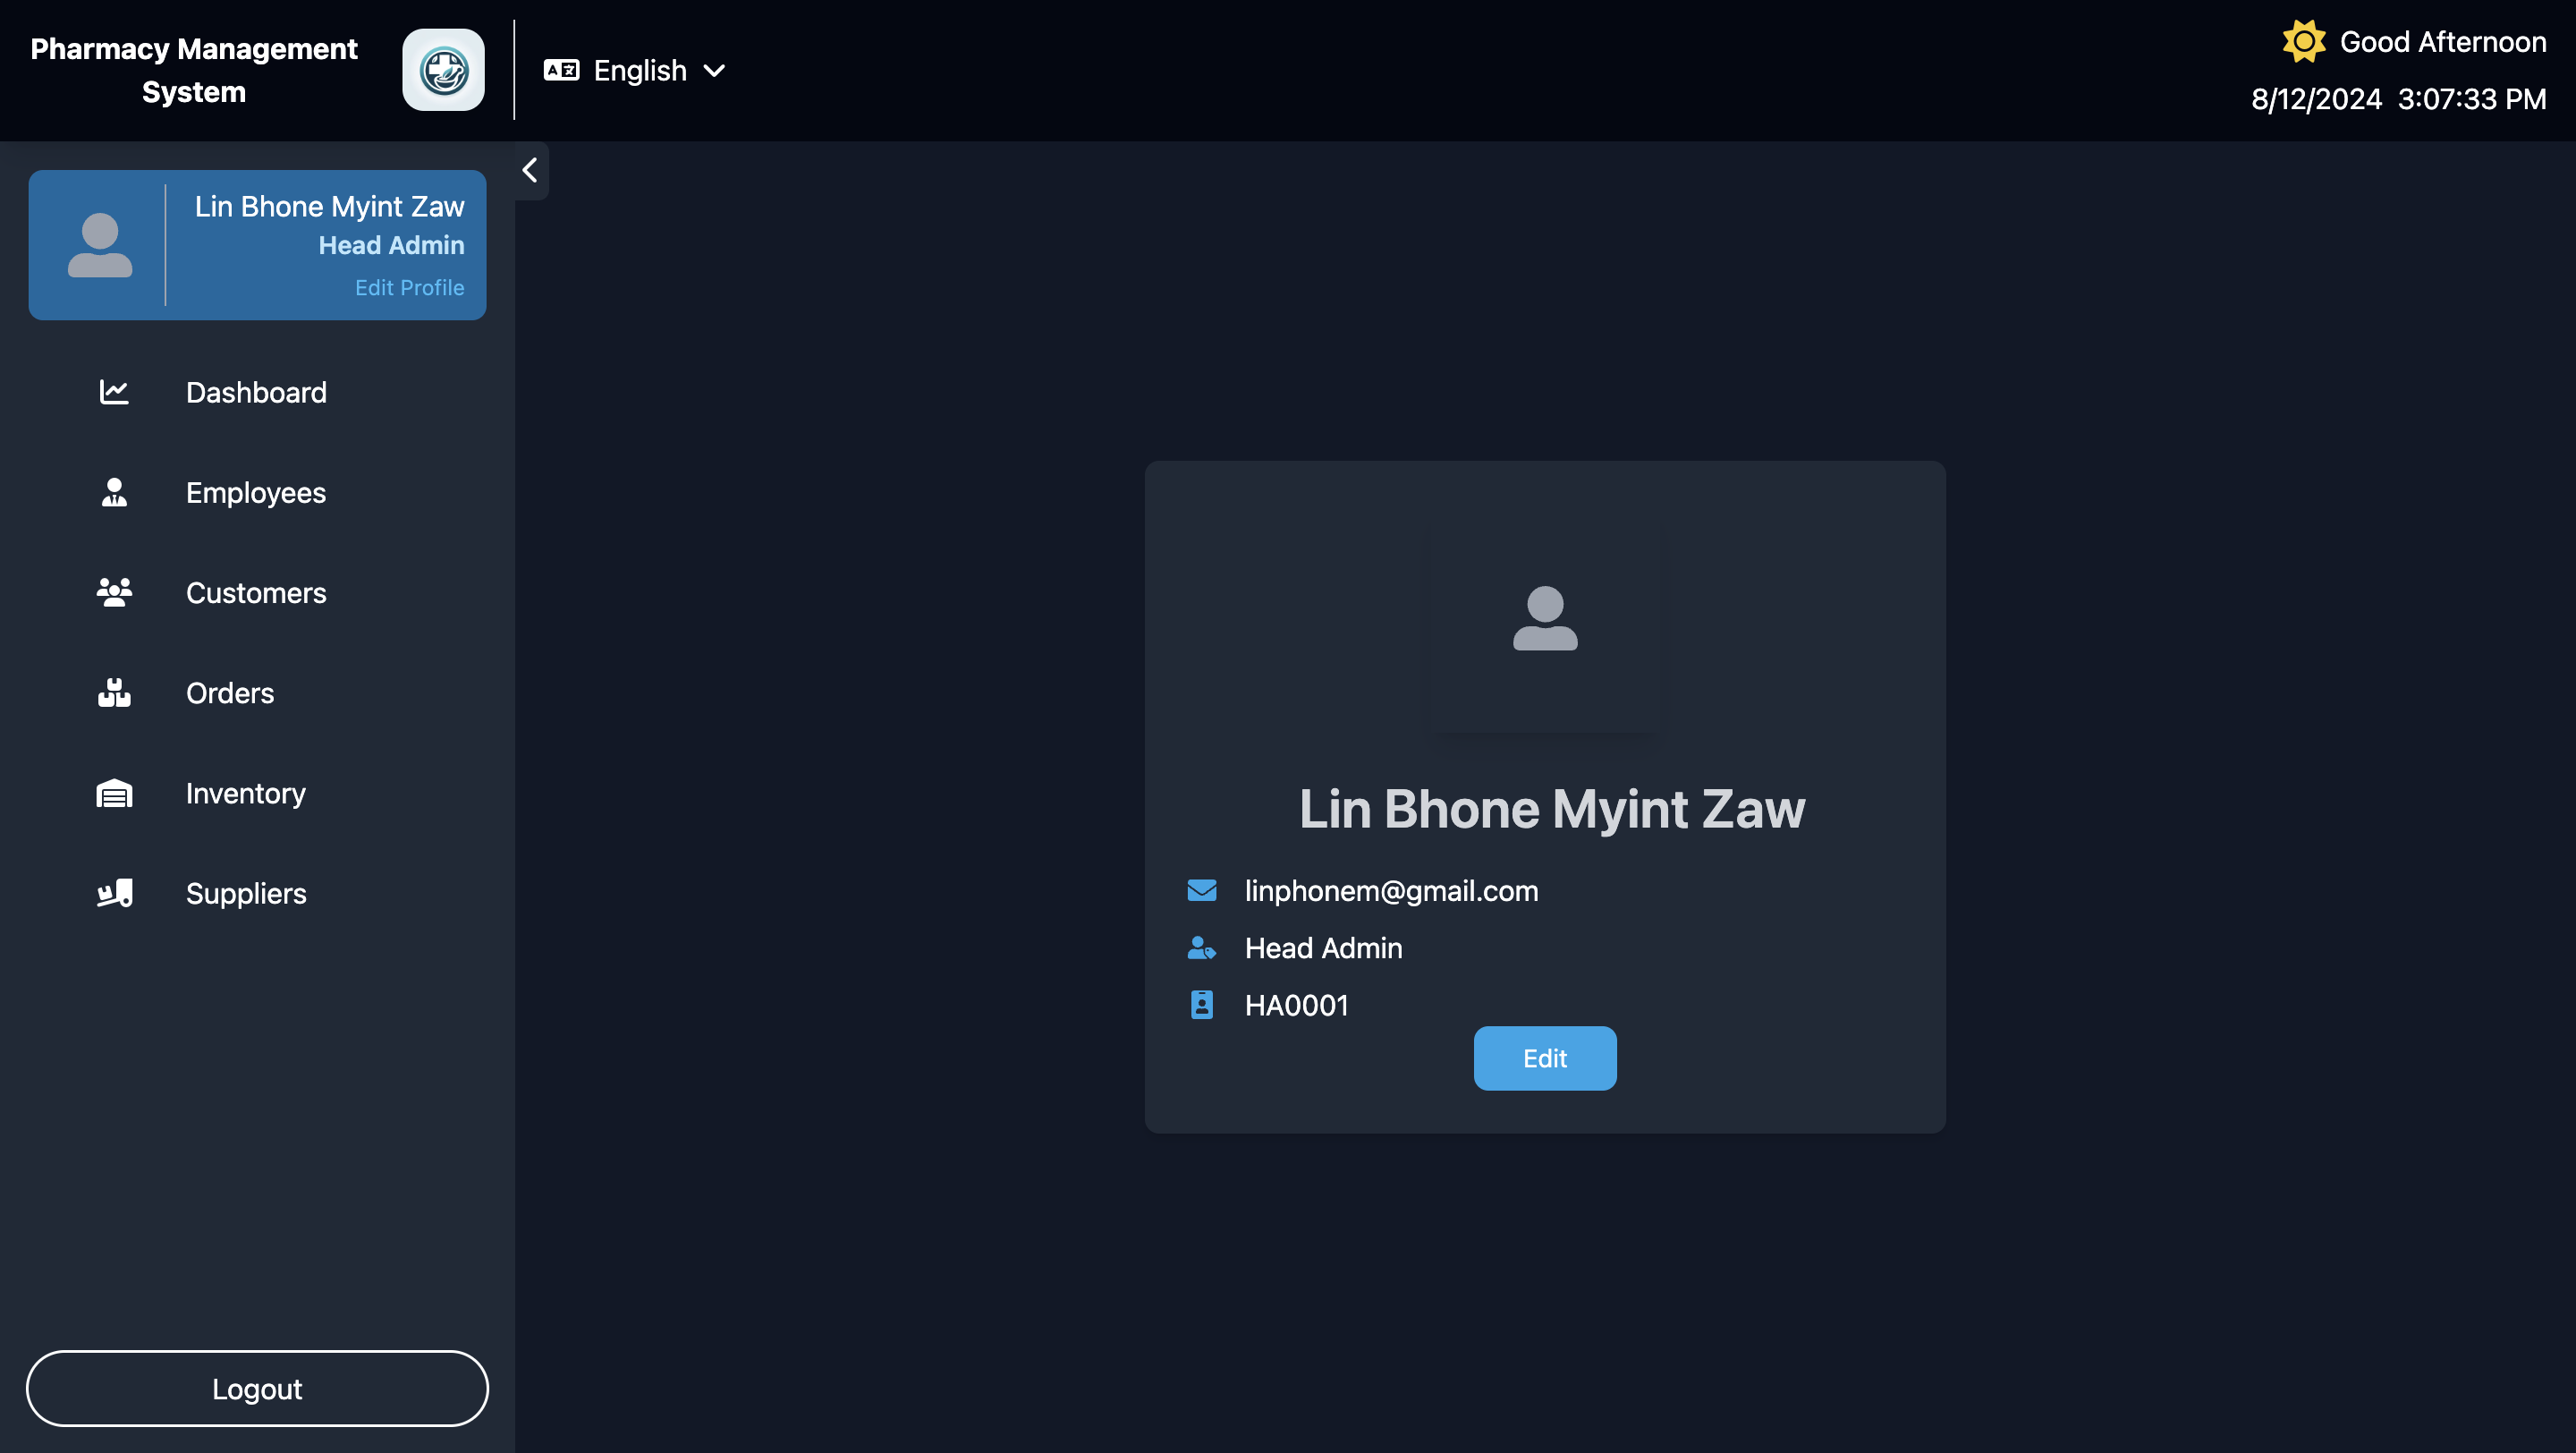 Pharmacy Management
System
English
Good Afternoon
8/12/2024 3:07:33 PM
Lin Bhone Myint Zaw
Head Admin
Edit Profile
Dashboard
Employees
Customers
Orders
Inventory
Suppliers
Logout
Lin Bhone Myint Zaw
linphonem@gmail.com
Head Admin
HA0001
Edit